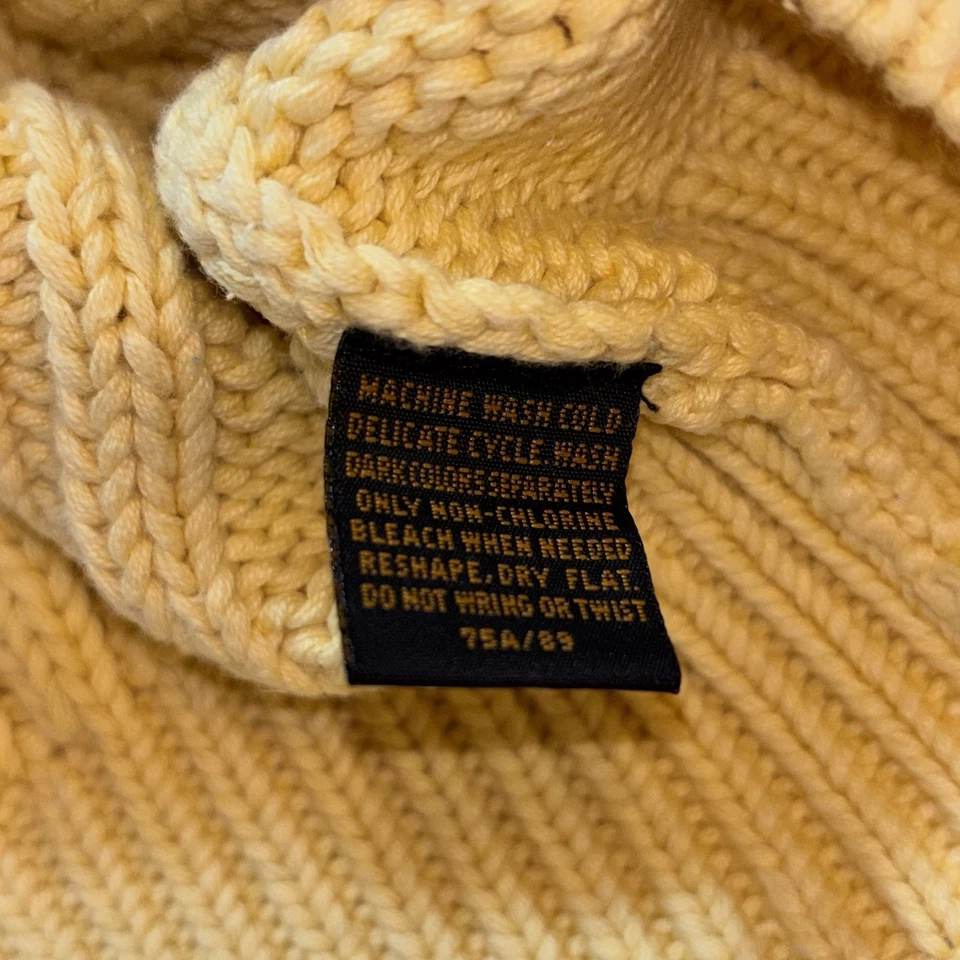 MACHINE WASH COLD
DELICATE CYCLE WASH
DARK COLORS SEPARATELY
ONLY NON-CHLORINE
BLEACH WHEN NEEDED
RESHAPE, DRY FLAT
DO NOT WRING OR TWIST
75A/89